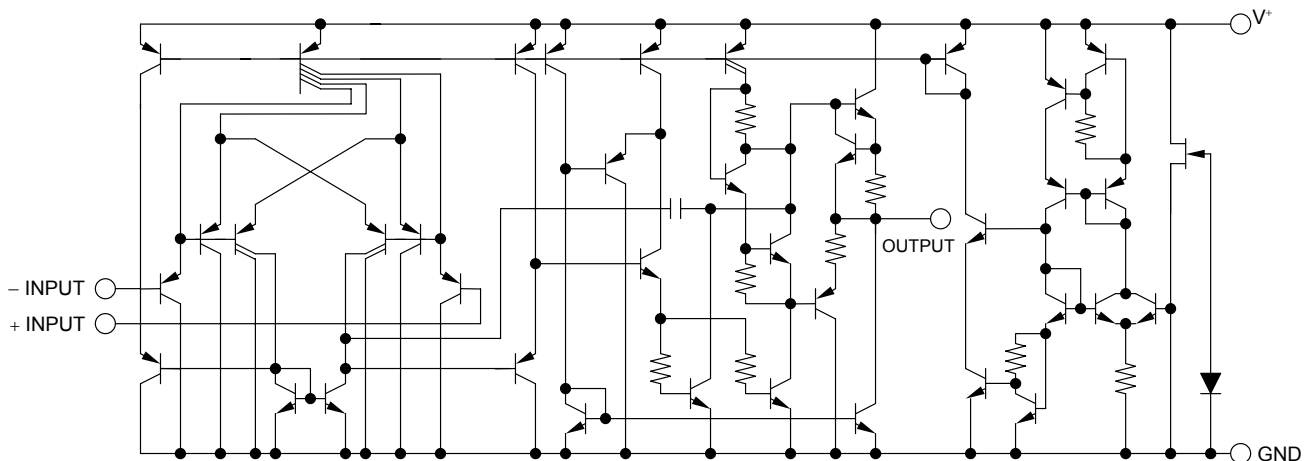 V+
OUTPUT
– INPUT
+ INPUT
GND